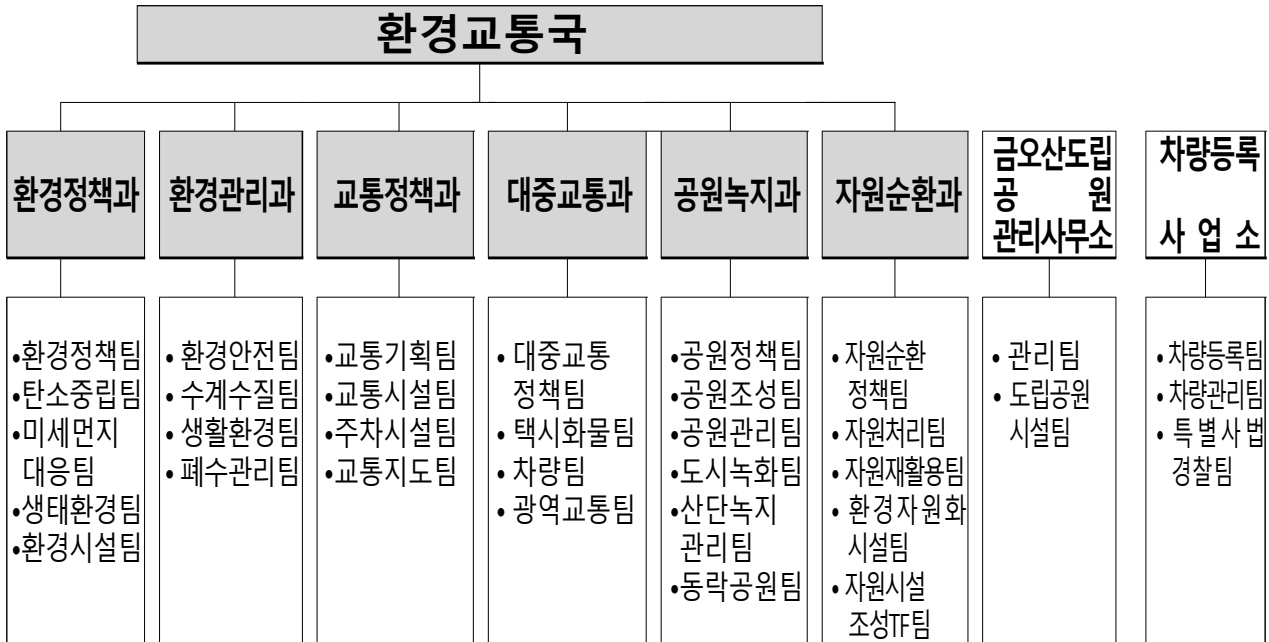 환경교통국
환경정책과
환경관리과
교통정책과
대중교통과
공원녹지과
자원순환과
금오산도립
공 원
관리사무소
차량등록
사 업 소
•환경정책팀
•탄소중립팀
•미세먼지
대응팀
•생태환경팀
•환경시설팀
• 환경안전팀
• 수계수질팀
• 생활환경팀
• 폐수관리팀
•교통기획팀
•교통시설팀
•주차시설팀
•교통지도팀
• 대중교통
정책팀
• 택시화물팀
• 차량팀
• 광역교통팀
•공원정책팀
•공원조성팀
•공원관리팀
•도시녹화팀
•산단녹지
관리팀
•동락공원팀
• 자원순환
정책팀
• 자원처리팀
• 자원재활용팀
• 환경자원화
시설팀
• 자원시설
조성TF팀
• 관리팀
• 도립공원
시설팀
• 차량등록팀
• 차량관리팀
• 특별사법
경찰팀